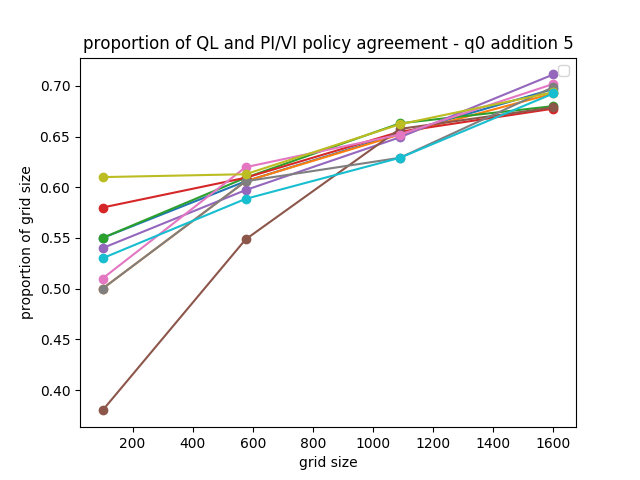 proportion of QL and PI/VI policy agreement - q0 addition 5
0.70
0.65
0.60
0.55
0.50
0.45
0.40
proportion of grid size
200 400 600 800 1000 1200 1400 1600
grid size